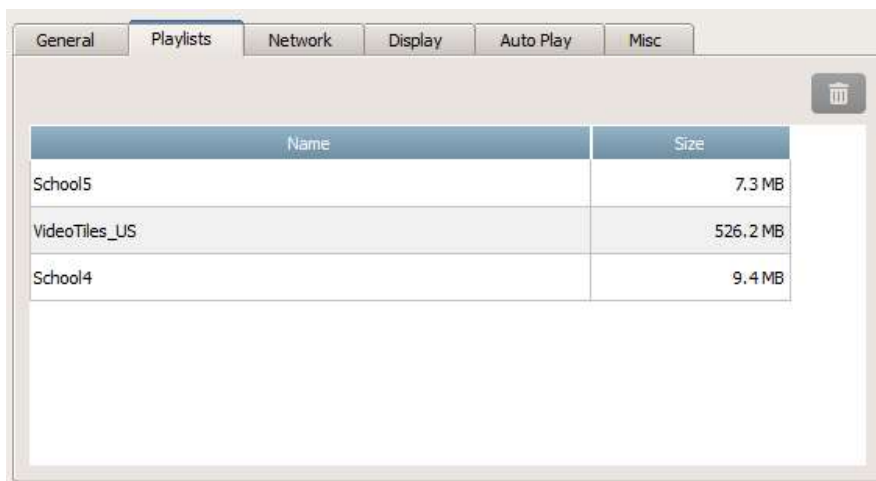 General Playlists Network Display Auto Play Misc
Name Size
School5 7.3 MB
VideoTiles_US 526.2 MB
School4 9.4 MB